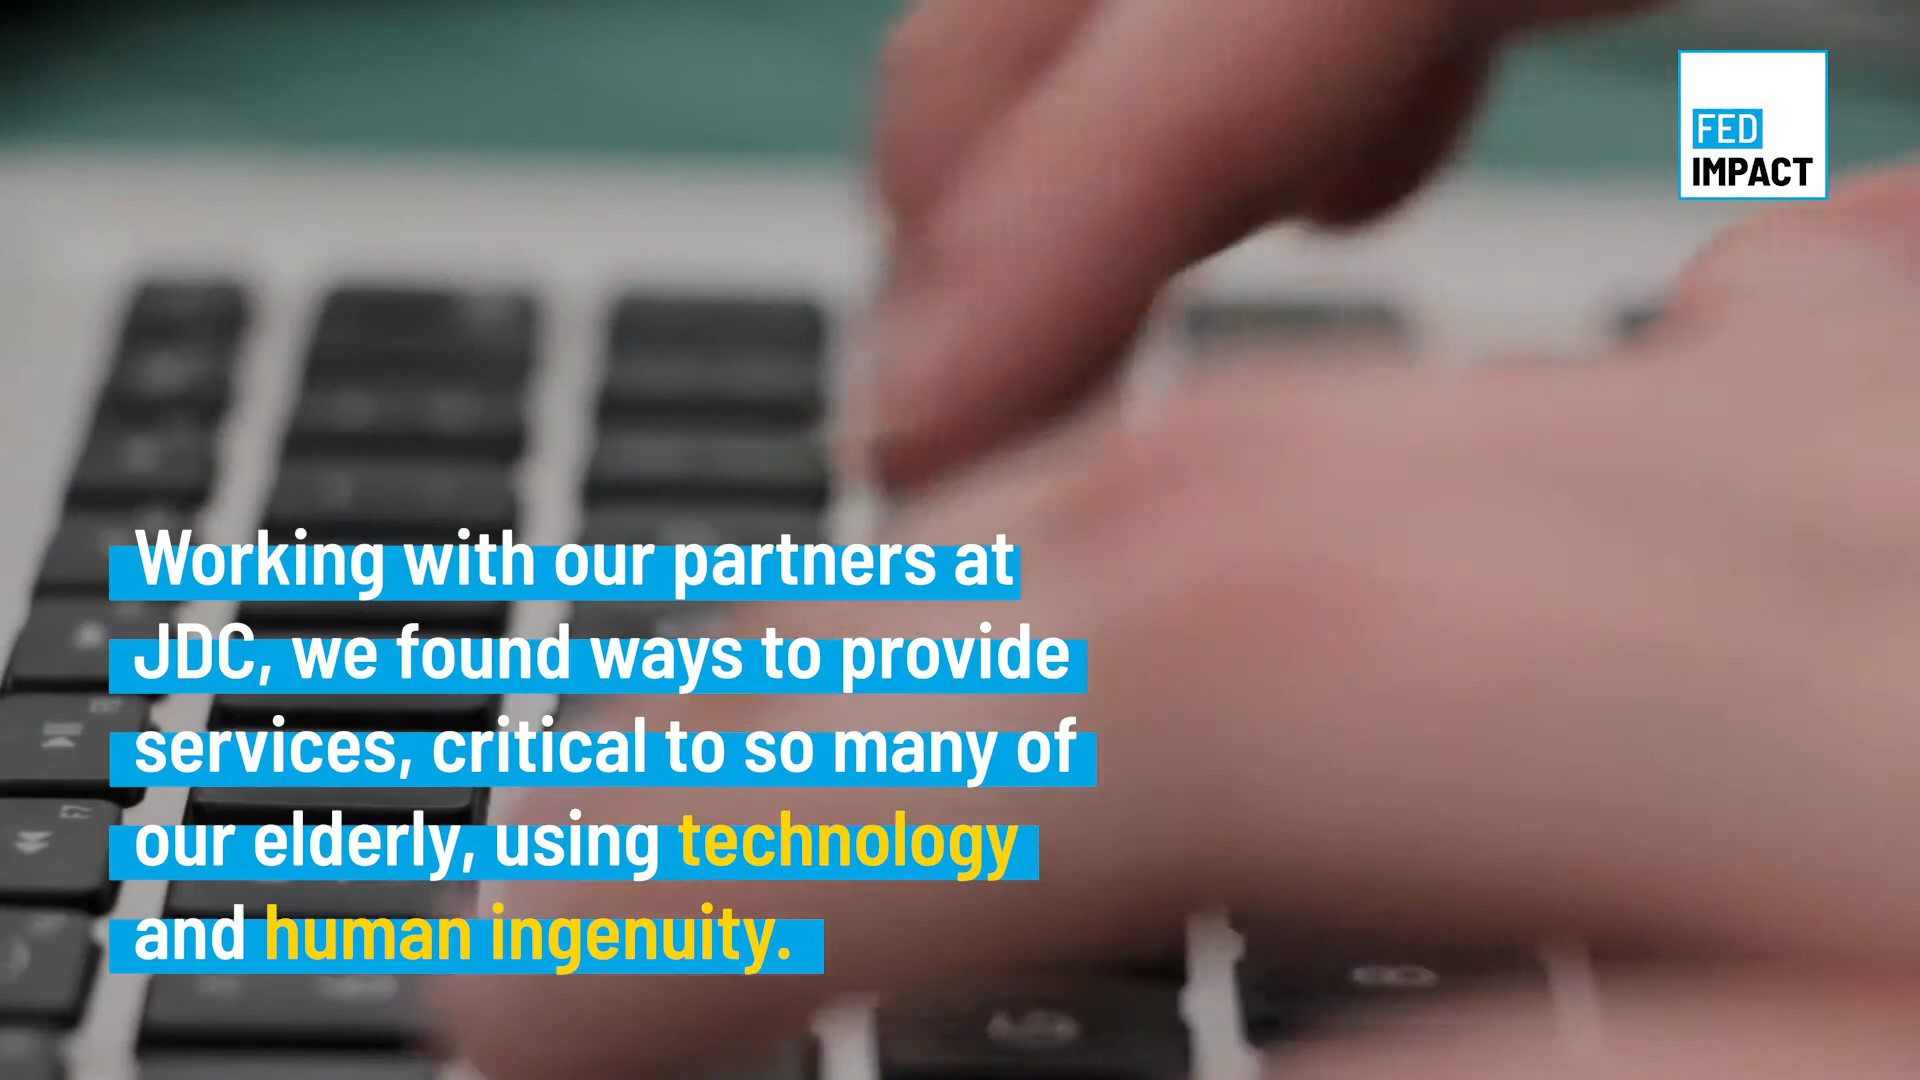 FED
IMPACT
Working with our partners at
JDC, we found ways to provide
services, critical to so many of
our elderly, using technology
and human ingenuity.
F7